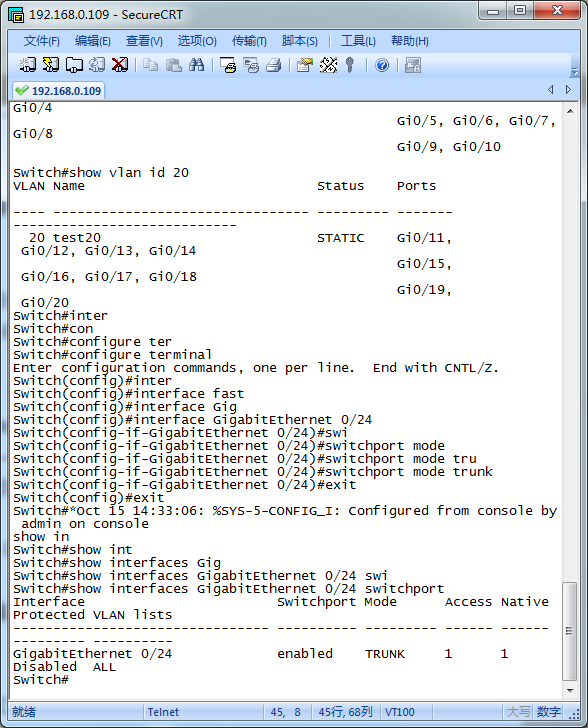 192.168.0.109 - SecureCRT
文件(F) 编辑(E) 查看(V) 选项(O) 传输(T) 脚本(S) 工具(L) 帮助(H)
192.168.0.109
Gi0/4
Gi0/5, Gi0/6, Gi0/7,
Gi0/8
Gi0/9, Gi0/10
Switch#show vlan id 20
VLAN Name Status Ports
---- -------------------------------- --------- -------
----------------------------
20 test20 STATIC Gi0/11,
Gi0/12, Gi0/13, Gi0/14
Gi0/15,
Gi0/16, Gi0/17, Gi0/18
Gi0/19,
Gi0/20
Switch#inter
Switch#con
Switch#configure ter
Switch#configure terminal
Enter configuration commands, one per line.  End with CNTL/Z.
Switch(config)#inter
Switch(config)#interface fast
Switch(config)#interface Gig
Switch(config)#interface GigabitEthernet 0/24
Switch(config-if-GigabitEthernet 0/24)#swi
Switch(config-if-GigabitEthernet 0/24)#switchport mode
Switch(config-if-GigabitEthernet 0/24)#switchport mode tru
Switch(config-if-GigabitEthernet 0/24)#switchport mode trunk
Switch(config-if-GigabitEthernet 0/24)#exit
Switch(config)#exit
Switch#*Oct 15 14:33:06: %SYS-5-CONFIG_I: Configured from console by
admin on console
show in
Switch#show int
Switch#show interfaces Gig
Switch#show interfaces GigabitEthernet 0/24 swi
Switch#show interfaces GigabitEthernet 0/24 switchport
Interface Switchport Mode Access Native
Protected VLAN lists
-------------------------------- ---------- --------- ------ ------
--------- ----------
GigabitEthernet 0/24 enabled TRUNK 1 1
Disabled ALL
Switch#
就绪 Telnet 45, 8 45行, 68列 VT100 大写 数字